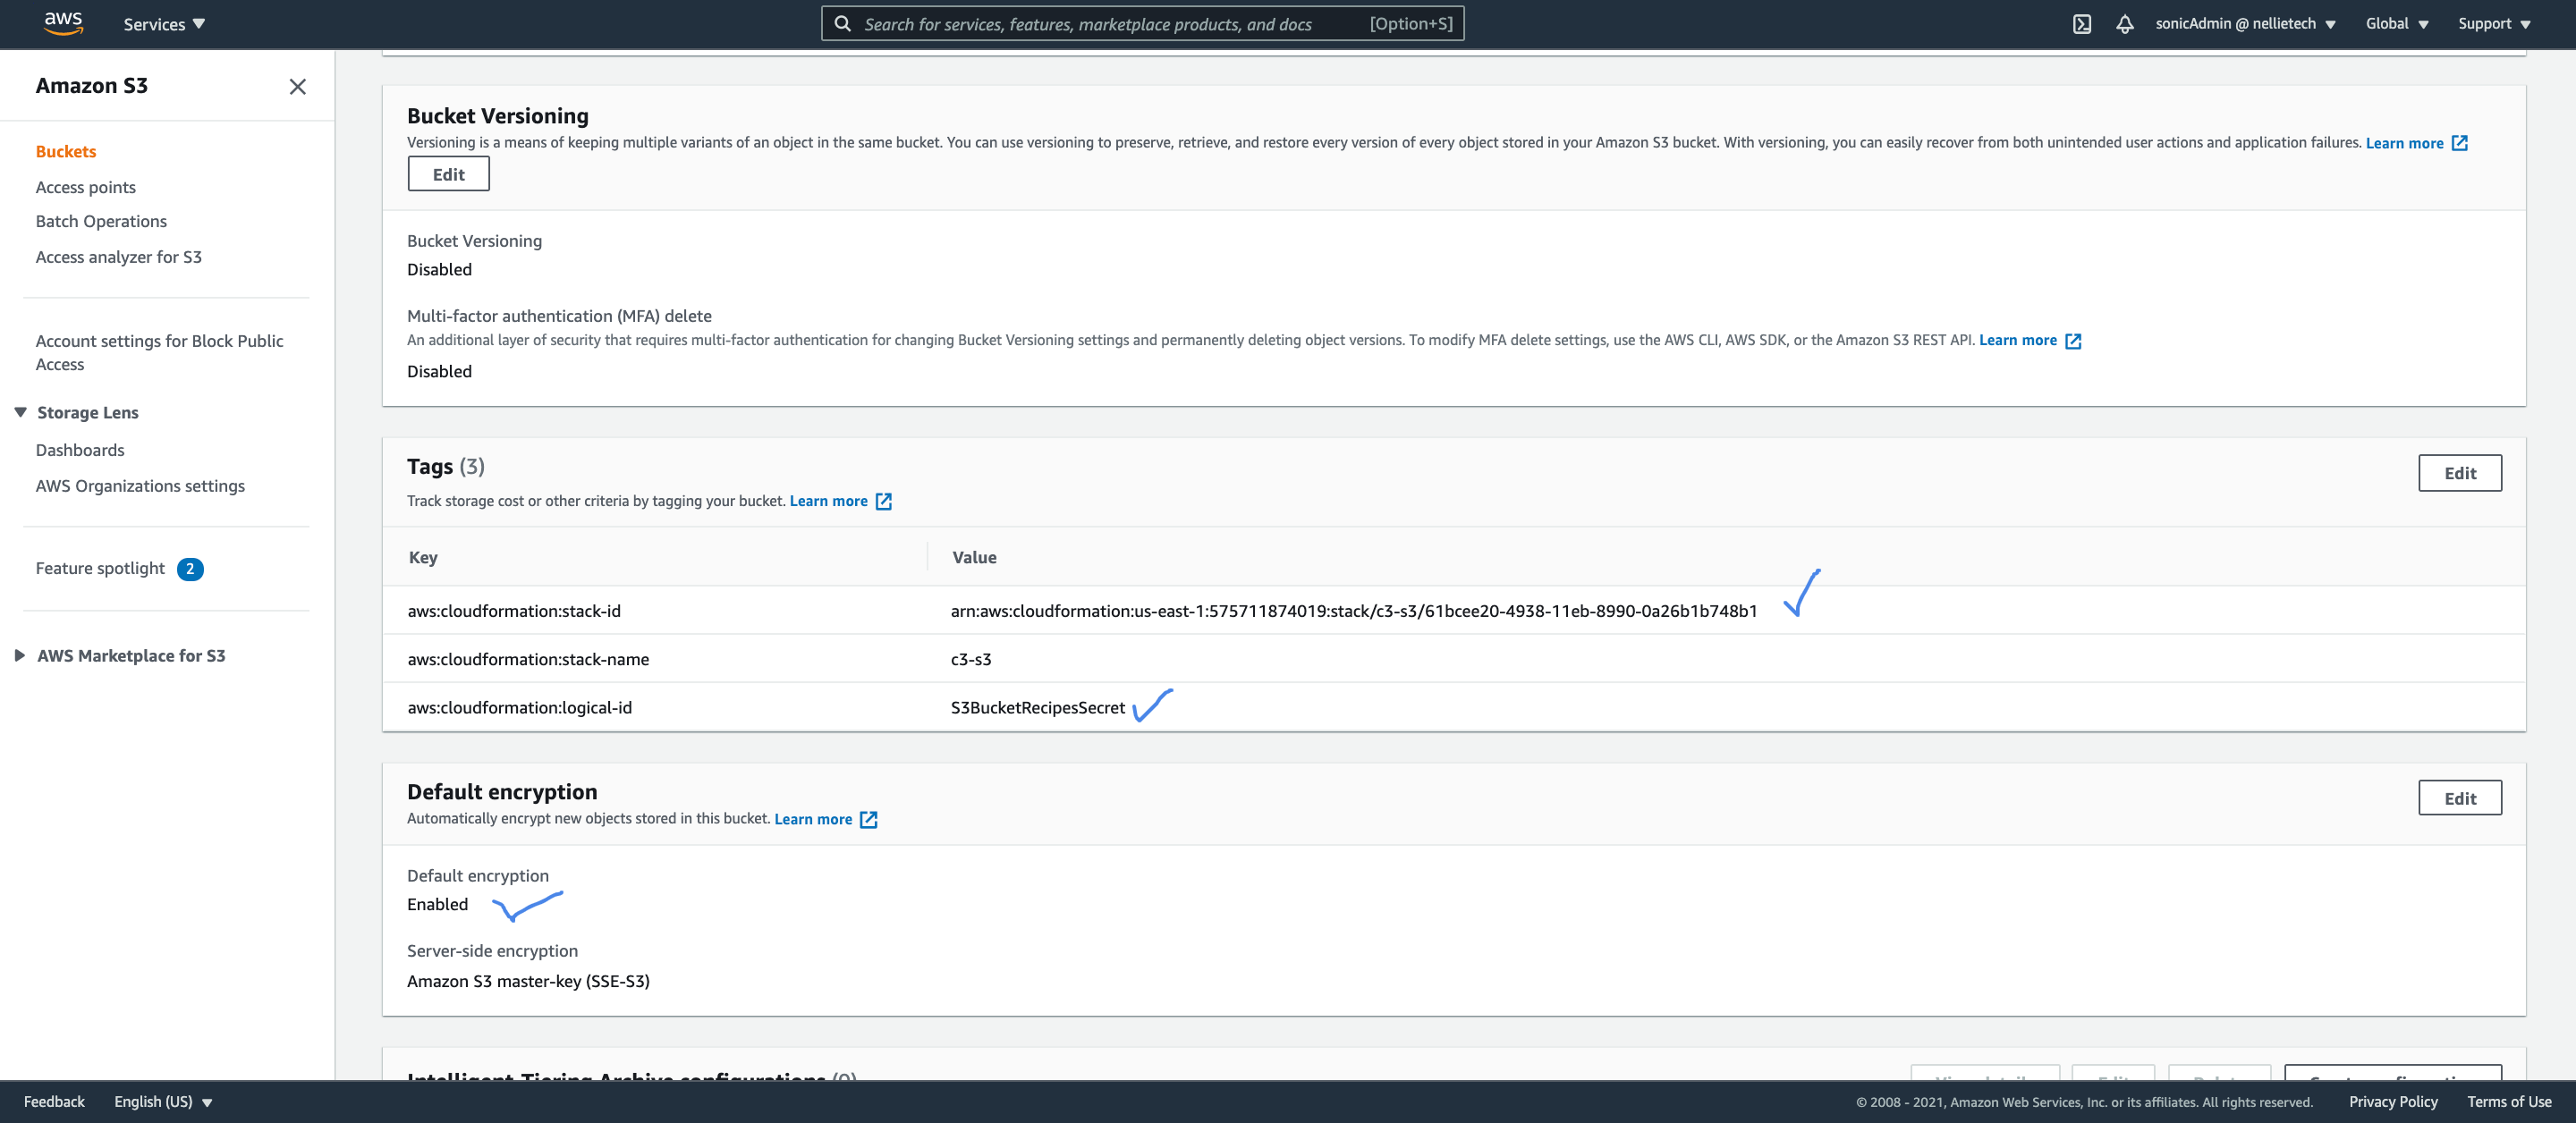 aws
Services
Search for services, features, marketplace products, and docs [Option+S]
sonicAdmin @ nellietech
Global
Support
Amazon S3
Buckets
Access points
Batch Operations
Access analyzer for S3
Account settings for Block Public
Access
Storage Lens
Dashboards
AWS Organizations settings
Feature spotlight 2
AWS Marketplace for S3
Bucket Versioning
Versioning is a means of keeping multiple variants of an object in the same bucket. You can use versioning to preserve, retrieve, and restore every version of every object stored in your Amazon S3 bucket. With versioning, you can easily recover from both unintended user actions and application failures. Learn more
Edit
Bucket Versioning
Disabled
Multi-factor authentication (MFA) delete
An additional layer of security that requires multi-factor authentication for changing Bucket Versioning settings and permanently deleting object versions. To modify MFA delete settings, use the AWS CLI, AWS SDK, or the Amazon S3 REST API. Learn more
Disabled
Tags (3)
Edit
Track storage cost or other criteria by tagging your bucket. Learn more
Key Value
aws:cloudformation:stack-id arn:aws:cloudformation:us-east-1:575711874019:stack/c3-s3/61bcee20-4938-11eb-8990-0a26b1b748b1
aws:cloudformation:stack-name c3-s3
aws:cloudformation:logical-id S3BucketRecipesSecret
Default encryption
Edit
Automatically encrypt new objects stored in this bucket. Learn more
Default encryption
Enabled
Server-side encryption
Amazon S3 master-key (SSE-S3)
Intelligent-Tiering Archive configurations (0)
Feedback
English (US)
© 2008 - 2021, Amazon Web Services, Inc. or its affiliates. All rights reserved.
Privacy Policy
Terms of Use